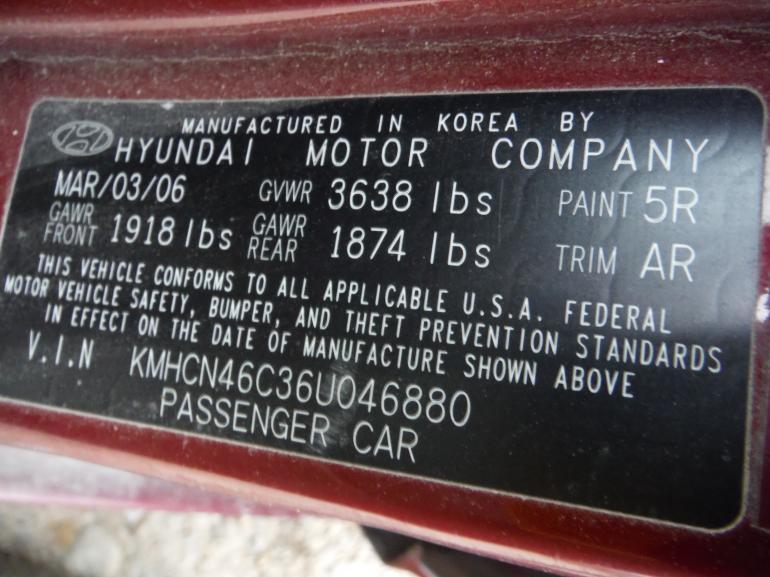 MANUFACTURED IN KOREA BY
HYUNDAI MOTOR COMPANY
MAR/03/06 GVWR 3638 lbs PAINT 5R
GAWR FRONT 1918 lbs GAWR REAR 1874 lbs TRIM AR
THIS VEHICLE CONFORMS TO ALL APPLICABLE U.S.A. FEDERAL
MOTOR VEHICLE SAFETY, BUMPER, AND THEFT PREVENTION STANDARDS
IN EFFECT ON THE DATE OF MANUFACTURE SHOWN ABOVE
V.I.N KMHCN46C36U046880
PASSENGER CAR